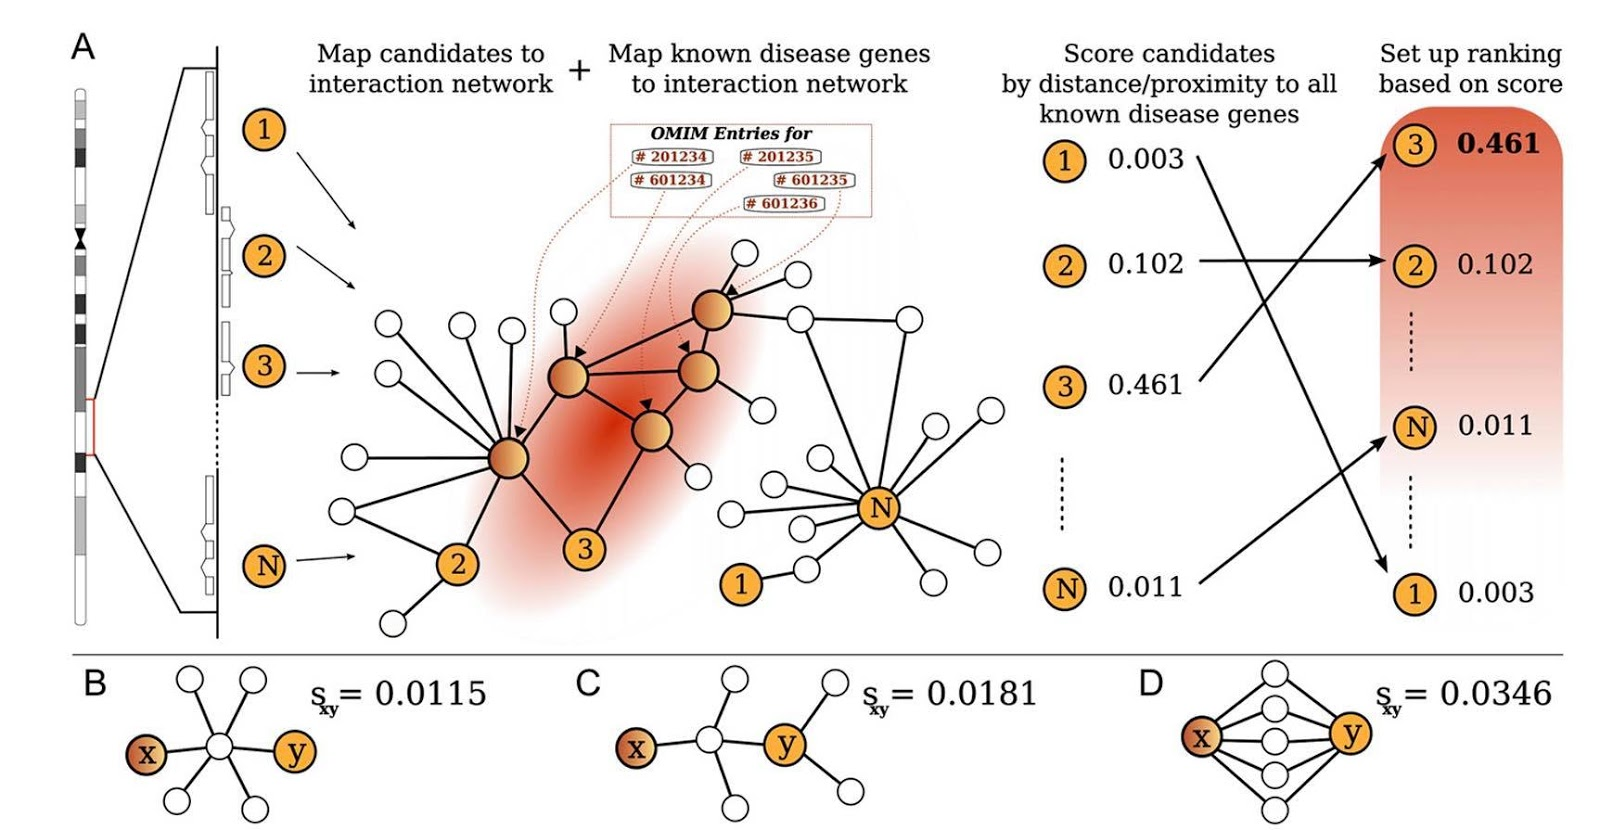 A
Map candidates to
interaction network
+
Map known disease genes
to interaction network
Score candidates
by distance/proximity to all
known disease genes
Set up ranking
based on score
OMIM Entries for
# 201234 # 201235
# 601234 # 601235
# 601236
1
2
3
N
2
3
1
N
1 0.003
2 0.102
3 0.461
N 0.011
3 0.461
2 0.102
N 0.011
1 0.003
B
x
y
sxy= 0.0115
C
x
y
sxy= 0.0181
D
x
y
sxy= 0.0346